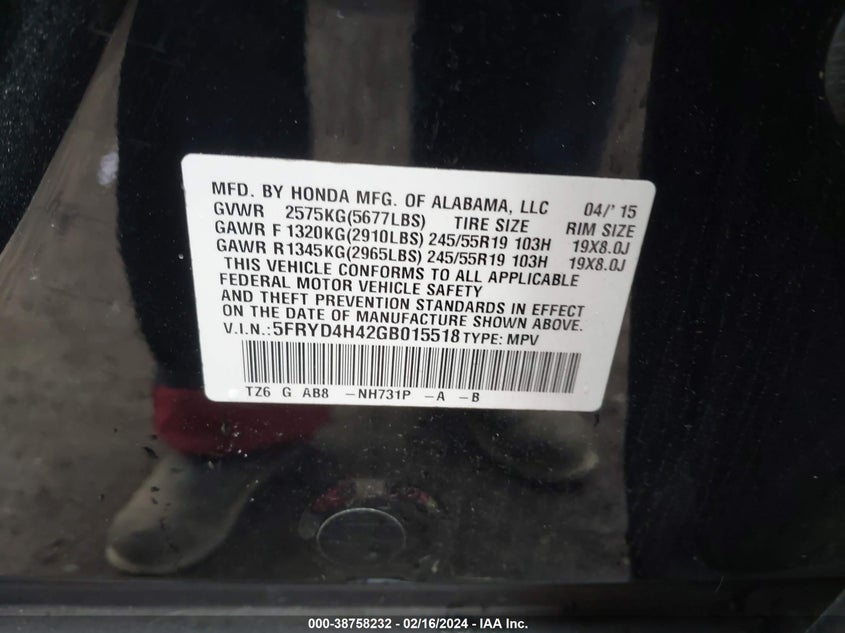 MFD. BY HONDA MFG. OF ALABAMA, LLC 04/' 15
GVWR 2575KG(5677LBS) TIRE SIZE RIM SIZE
GAWR F 1320KG(2910LBS) 245/55R19 103H 19X8.0J
GAWR R 1345KG(2965LBS) 245/55R19 103H 19X8.0J
THIS VEHICLE CONFORMS TO ALL APPLICABLE
FEDERAL MOTOR VEHICLE SAFETY
AND THEFT PREVENTION STANDARDS IN EFFECT
ON THE DATE OF MANUFACTURE SHOWN ABOVE.
V.I.N.: 5FRYD4H42GB015518 TYPE: MPV
TZ6 G AB8 -NH731P -A -B
000-38758232 - 02/16/2024 - IAA Inc.